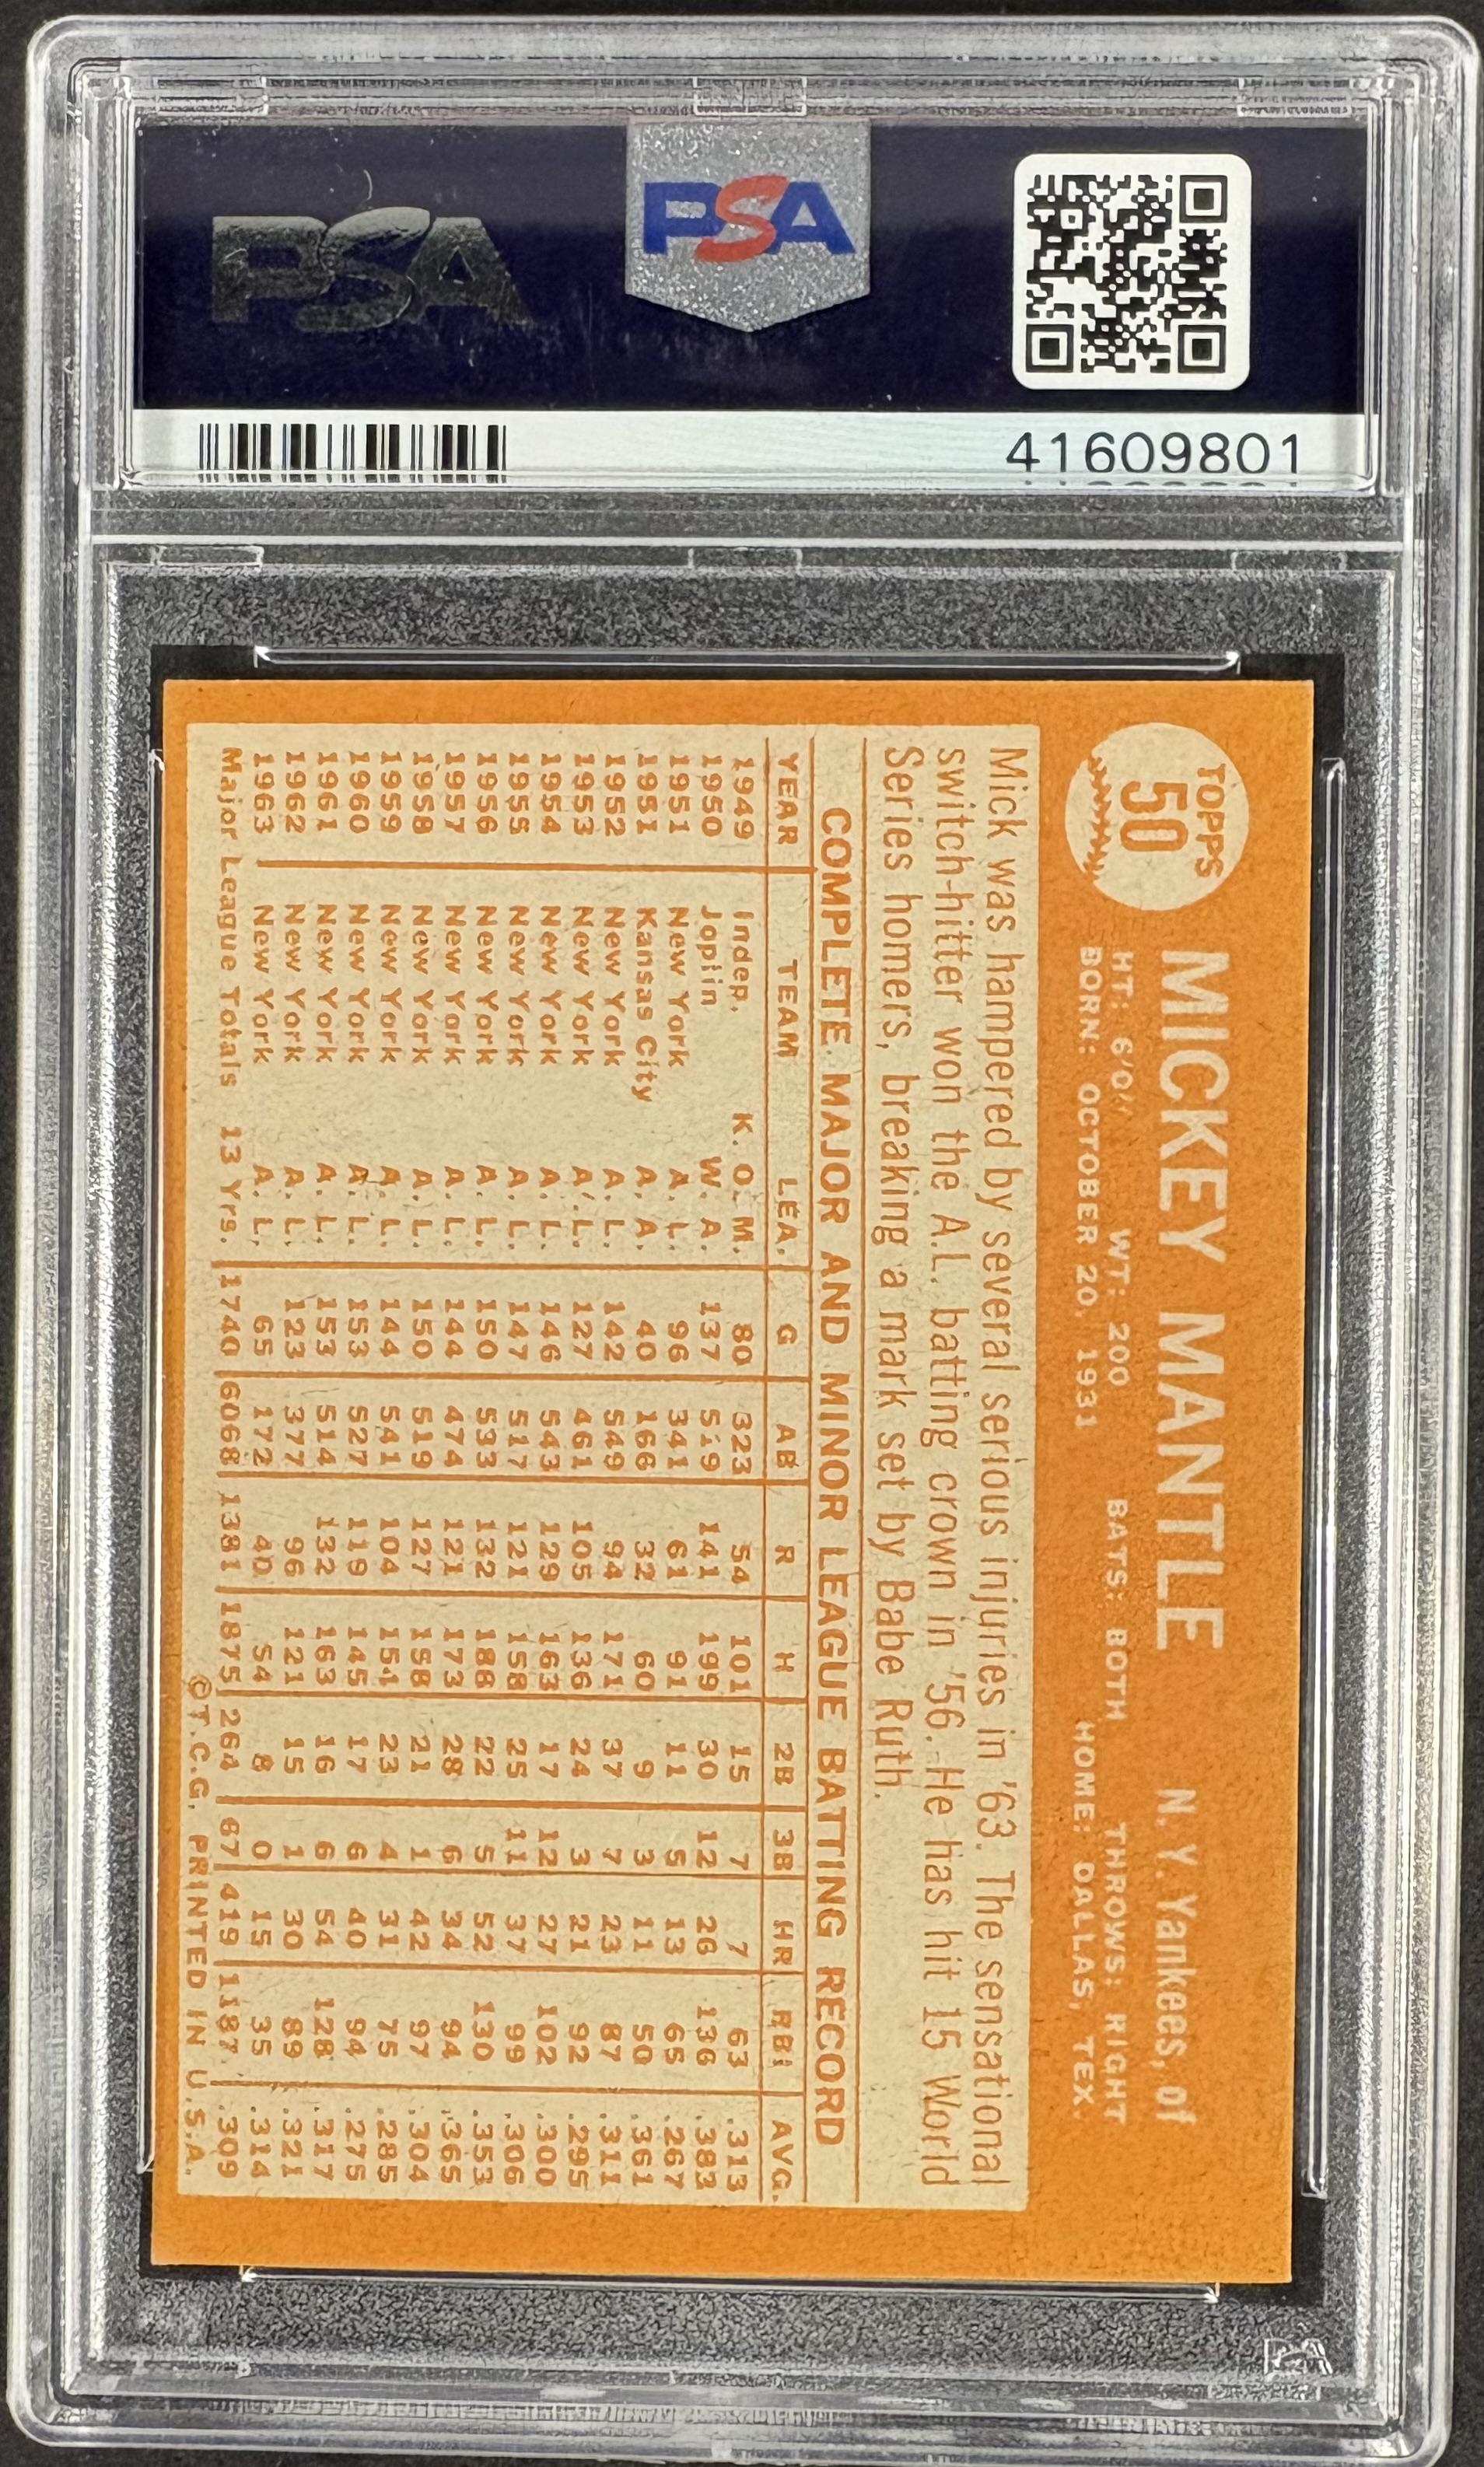 PSA
PSA
41609801
TOPPS
50
MICKEY MANTLE N. Y. Yankees, of
HT: 6'0" WT: 200 BATS: BOTH THROWS: RIGHT
BORN: OCTOBER 20, 1931 HOME: DALLAS, TEX.
Mick was hampered by several serious injuries in '63. The sensational
switch-hitter won the A.L. batting crown in '56. He has hit 15 World
Series homers, breaking a mark set by Babe Ruth.
COMPLETE MAJOR AND MINOR LEAGUE BATTING RECORD
YEAR TEAM LEA. G AB R H 2B 3B HR RBI AVG.
1949 Indep. K. O. M. 80 323 54 101 15 7 7 63 .313
1950 Joplin W. A. 137 519 141 199 30 12 26 136 .383
1951 New York A. L. 96 341 61 91 11 5 13 65 .267
1951 Kansas City A. A. 40 166 32 60 9 3 11 50 .361
1952 New York A. L. 142 549 94 171 37 7 23 87 .311
1953 New York A. L. 127 461 105 136 24 3 21 92 .295
1954 New York A. L. 146 543 129 163 17 12 27 102 .300
1955 New York A. L. 147 517 121 158 25 11 37 99 .306
1956 New York A. L. 150 533 132 188 22 5 52 130 .353
1957 New York A. L. 144 474 121 173 28 6 34 94 .365
1958 New York A. L. 150 519 127 158 21 1 42 97 .304
1959 New York A. L. 144 541 104 151 23 4 31 75 .285
1960 New York A. L. 153 527 119 145 17 6 40 94 .275
1961 New York A. L. 153 514 132 163 16 6 54 128 .317
1962 New York A. L. 123 377 96 121 15 1 30 89 .321
1963 New York A. L. 65 172 40 54 8 0 15 35 .314
Major League Totals 13 Yrs. 1740 6068 1381 1875 264 67 419 1187 .309
©T.C.G. PRINTED IN U.S.A.
PSA